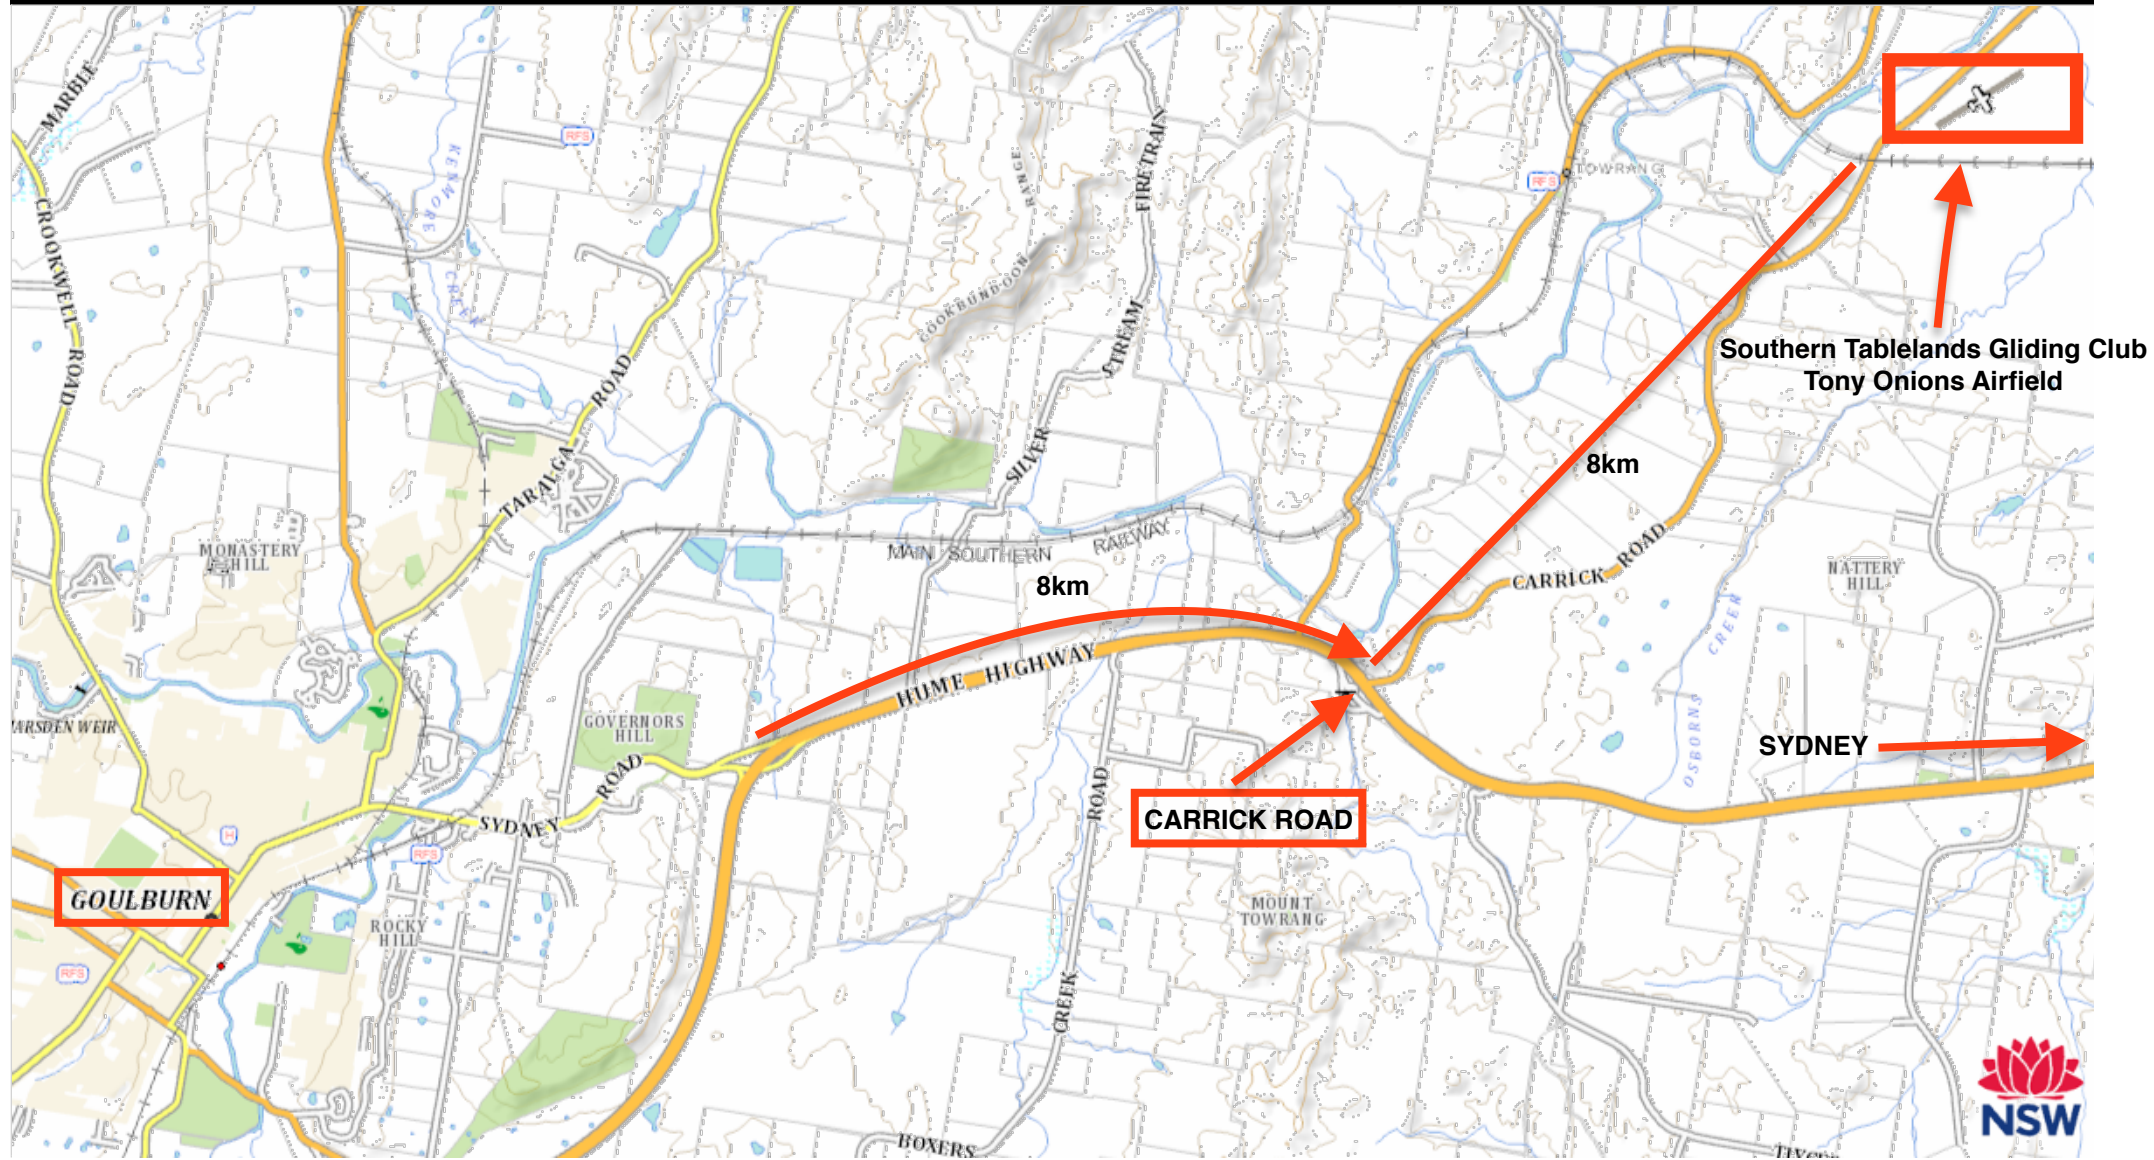 MARBLE
CROOKWELL ROAD
KENMORE CREEK
RFS
TARALGA ROAD
MONASTERY
HILL
MARSDEN WEIR
GOVERNORS
HILL
SYDNEY ROAD
H
RFS
GOULBURN
RFS
ROCKY
HILL
COOKBUNDOON RANGE
FIRETRAIL
STREAM
SILVER
MAIN SOUTHERN RAILWAY
8km
HUME HIGHWAY
ROAD
CREEK
BOXERS
CARRICK ROAD
MOUNT
TOWRANG
RFS
TOWRANG
Southern Tablelands Gliding Club
Tony Onions Airfield
8km
CARRICK ROAD
NATTERY
HILL
OSBORNS CREEK
SYDNEY
NSW